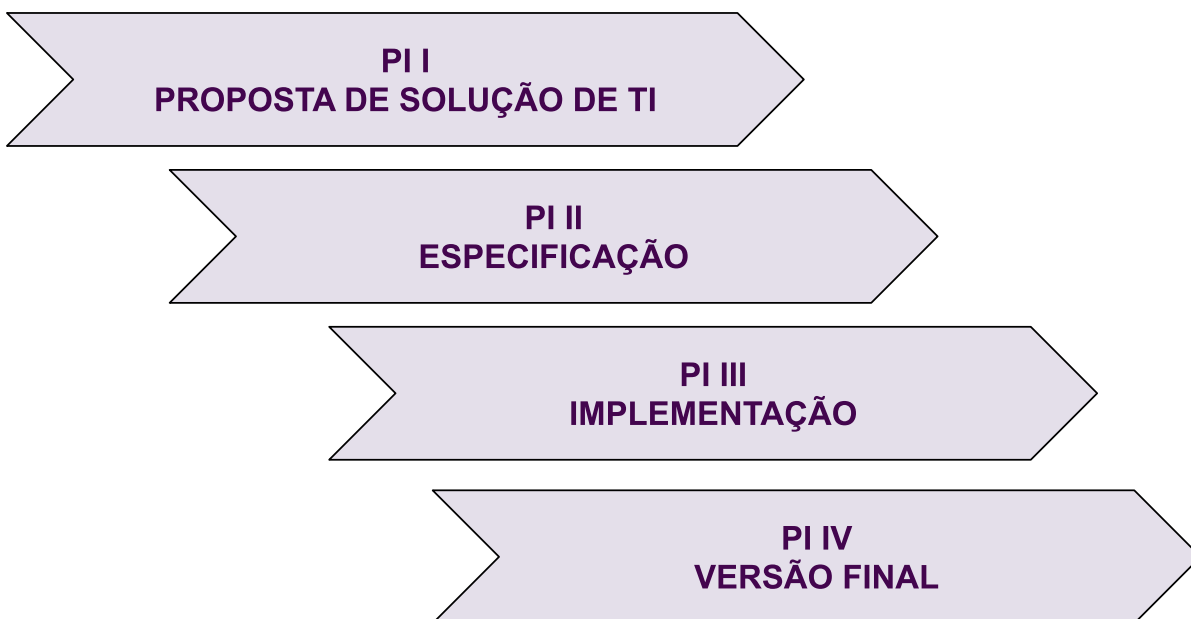 PI I
PROPOSTA DE SOLUÇÃO DE TI
PI II
ESPECIFICAÇÃO
PI III
IMPLEMENTAÇÃO
PI IV
VERSÃO FINAL